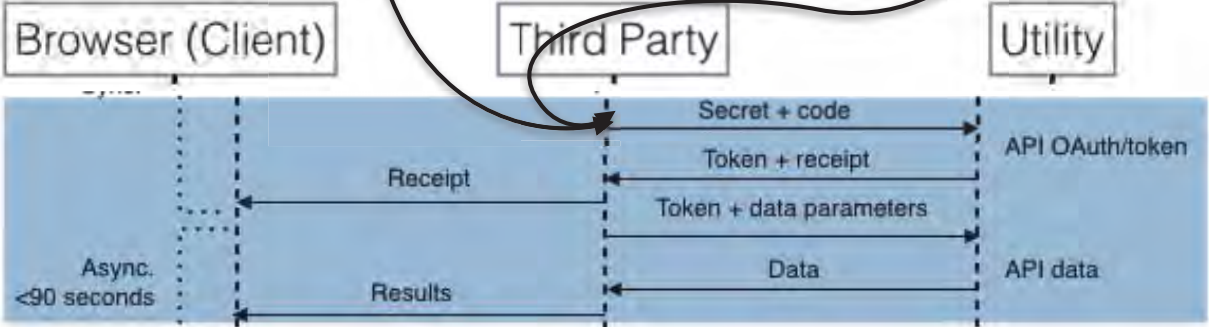 Browser (Client)
Third Party
Utility
Secret + code
API OAuth/token
Token + receipt
Receipt
Token + data parameters
Async.
<90 seconds
Data
API data
Results